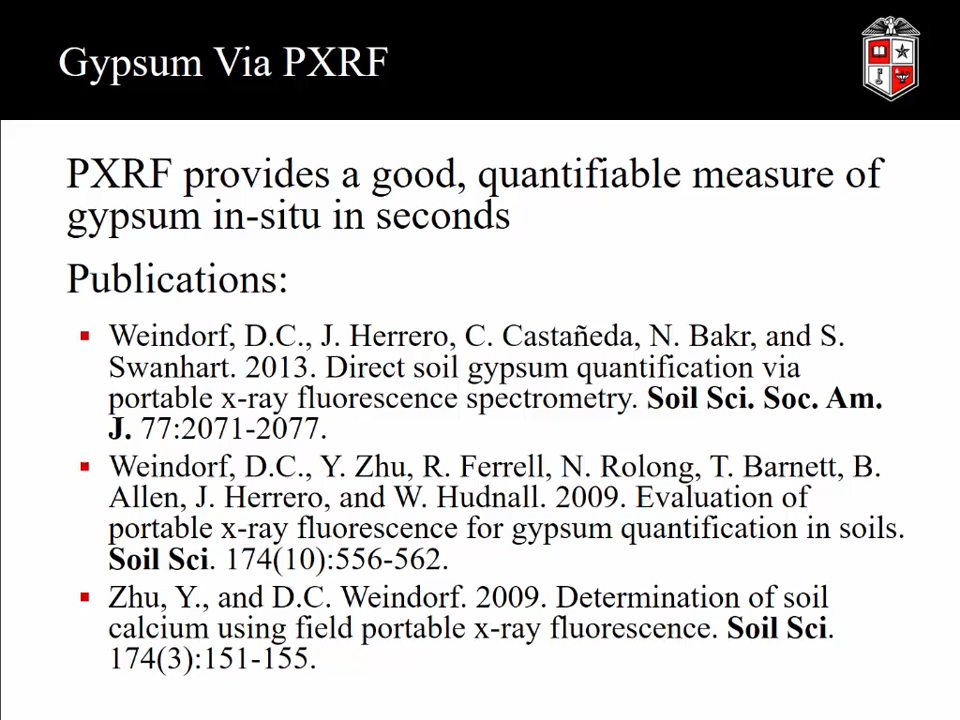 Gypsum Via PXRF
PXRF provides a good, quantifiable measure of
gypsum in-situ in seconds
Publications:
▪ Weindorf, D.C., J. Herrero, C. Castañeda, N. Bakr, and S.
Swanhart. 2013. Direct soil gypsum quantification via
portable x-ray fluorescence spectrometry. Soil Sci. Soc. Am.
J. 77:2071-2077.
▪ Weindorf, D.C., Y. Zhu, R. Ferrell, N. Rolong, T. Barnett, B.
Allen, J. Herrero, and W. Hudnall. 2009. Evaluation of
portable x-ray fluorescence for gypsum quantification in soils.
Soil Sci. 174(10):556-562.
▪ Zhu, Y., and D.C. Weindorf. 2009. Determination of soil
calcium using field portable x-ray fluorescence. Soil Sci.
174(3):151-155.